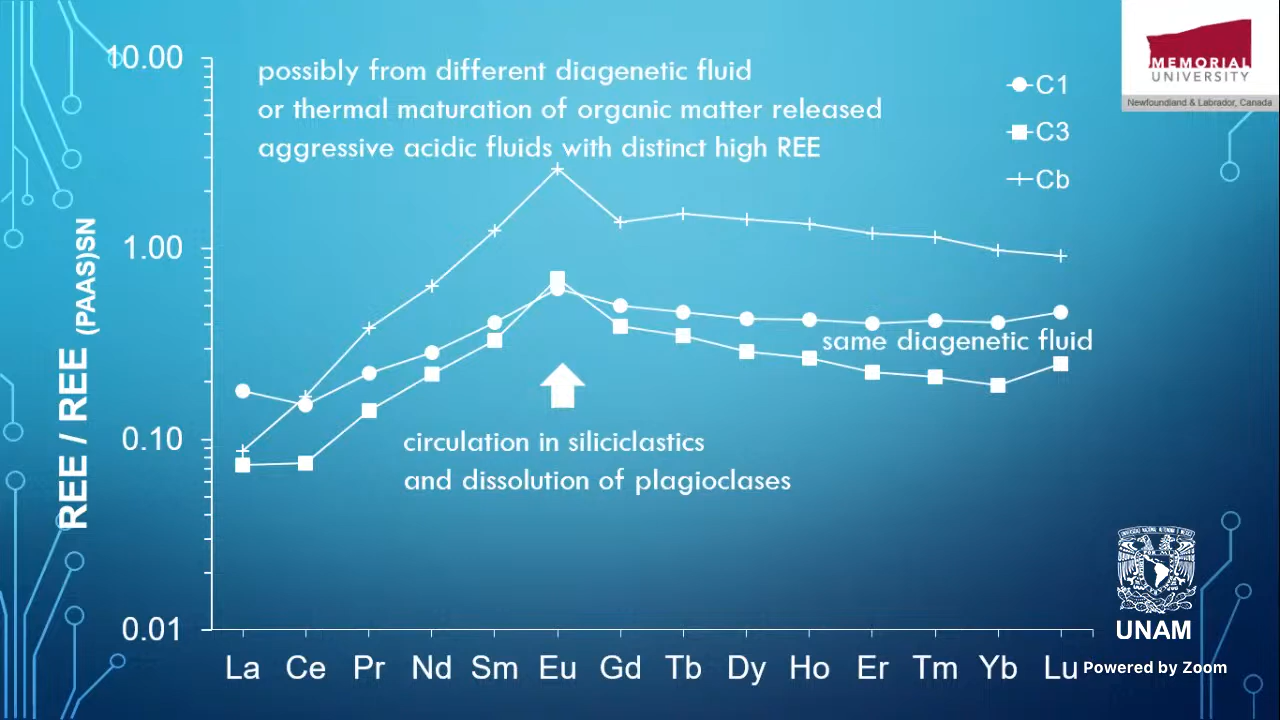 10.00
possibly from different diagenetic fluid
or thermal maturation of organic matter released
aggressive acidic fluids with distinct high REE
C1
C3
Cb
MEMORIAL
UNIVERSITY
Newfoundland & Labrador, Canada
1.00
REE / REE (PAAS)SN
same diagenetic fluid
0.10
circulation in siliciclastics
and dissolution of plagioclases
0.01
UNAM
La Ce Pr Nd Sm Eu Gd Tb Dy Ho Er Tm Yb Lu
Powered by Zoom